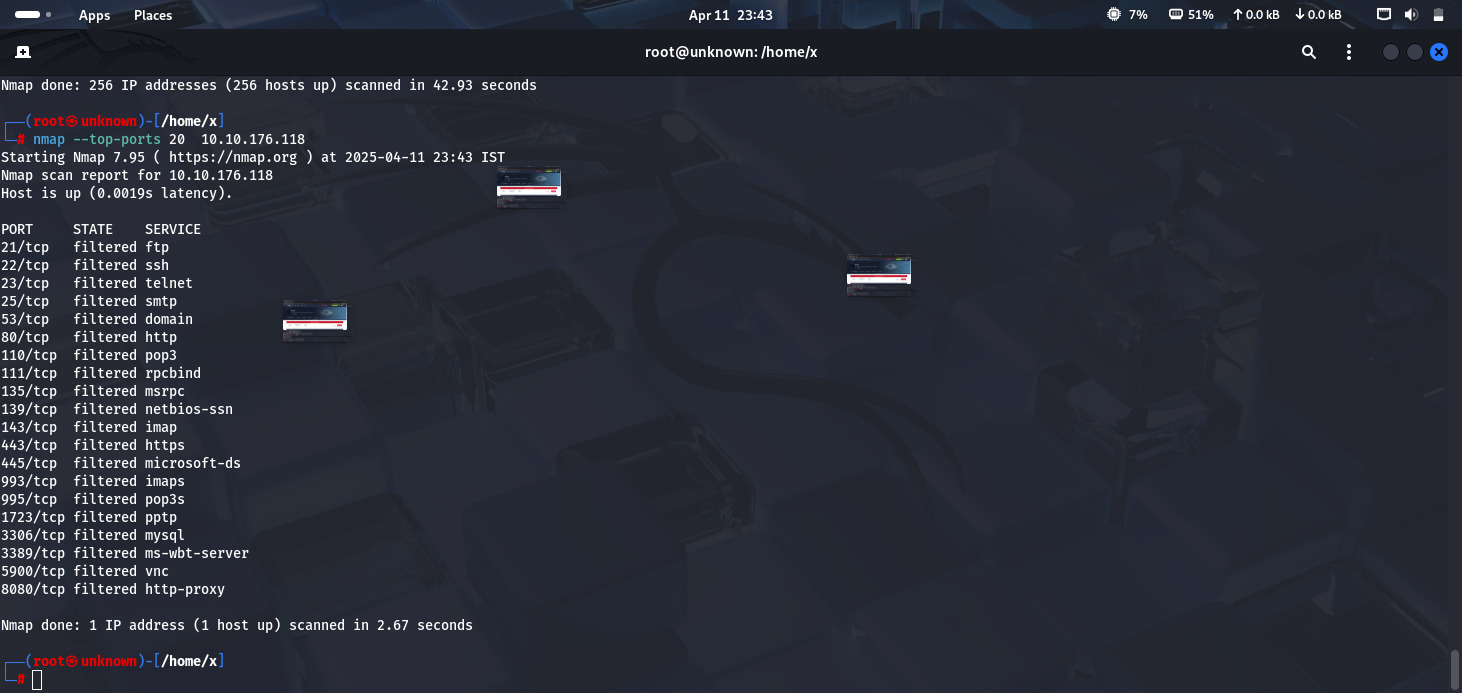 Apps Places Apr 11 23:43 7% 51% 0.0 kB 0.0 kB
root@unknown: /home/x
Nmap done: 256 IP addresses (256 hosts up) scanned in 42.93 seconds
(root㉿unknown)-[/home/x]
# nmap --top-ports 20 10.10.176.118
Starting Nmap 7.95 ( https://nmap.org ) at 2025-04-11 23:43 IST
Nmap scan report for 10.10.176.118
Host is up (0.0019s latency).
PORT STATE SERVICE
21/tcp filtered ftp
22/tcp filtered ssh
23/tcp filtered telnet
25/tcp filtered smtp
53/tcp filtered domain
80/tcp filtered http
110/tcp filtered pop3
111/tcp filtered rpcbind
135/tcp filtered msrpc
139/tcp filtered netbios-ssn
143/tcp filtered imap
443/tcp filtered https
445/tcp filtered microsoft-ds
993/tcp filtered imaps
995/tcp filtered pop3s
1723/tcp filtered pptp
3306/tcp filtered mysql
3389/tcp filtered ms-wbt-server
5900/tcp filtered vnc
8080/tcp filtered http-proxy
Nmap done: 1 IP address (1 host up) scanned in 2.67 seconds
(root㉿unknown)-[/home/x]
#